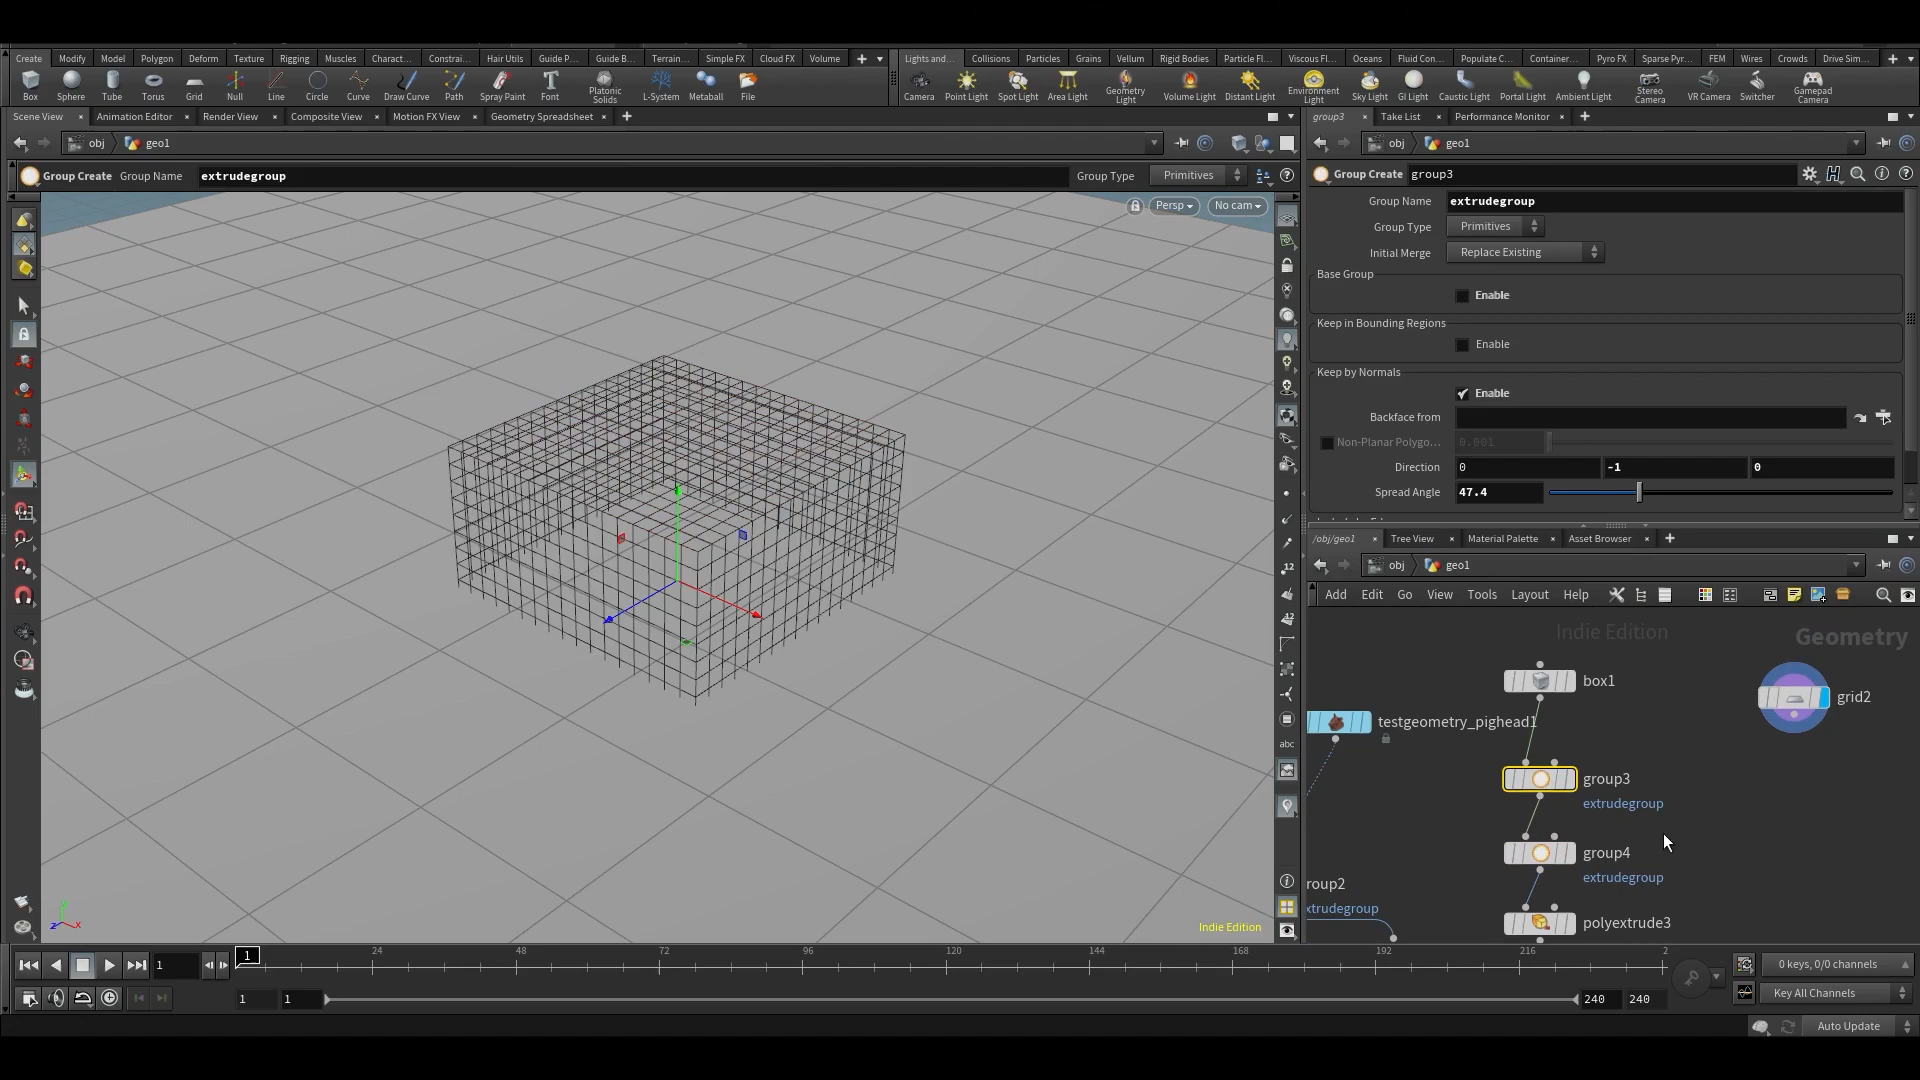 Create Modify Model Polygon Deform Texture Rigging Muscles Charact... Constrai... Hair Utils Guide P... Guide B... Terrain... Simple FX Cloud FX Volume
Lights and... Collisions Particles Grains Vellum Rigid Bodies Particle Fl... Viscous Fl... Oceans Fluid Con... Populate C... Container... Pyro FX Sparse Pyr... FEM Wires Crowds Drive Sim...
Box Sphere Tube Torus Grid Null Line Circle Curve Draw Curve Path Spray Paint Font Platonic Solids L-System Metaball File
Camera Point Light Spot Light Area Light Geometry Light Volume Light Distant Light Environment Light Sky Light GI Light Caustic Light Portal Light Ambient Light Stereo Camera VR Camera Switcher Gamepad Camera
Scene View Animation Editor Render View Composite View Motion FX View Geometry Spreadsheet
group3 Take List Performance Monitor
obj geo1
obj geo1
Group Create Group Name extrudegroup Group Type Primitives
Group Create group3
Persp No cam
Group Name extrudegroup
Group Type Primitives
Initial Merge Replace Existing
Base Group
Enable
Keep in Bounding Regions
Enable
Keep by Normals
Enable
Backface from
Non-Planar Polygo... 0.001
Direction 0 -1 0
Spread Angle 47.4
/obj/geo1 Tree View Material Palette Asset Browser
obj geo1
Add Edit Go View Tools Layout Help
Indie Edition
Geometry
box1
grid2
testgeometry_pighead1
group3
extrudegroup
group4
extrudegroup
roup2
xtrudegroup
polyextrude3
abc
12
z x
Indie Edition
1 1 24 48 72 96 120 144 168 192 216 2
0 keys, 0/0 channels
1 1 240 240
Key All Channels
Auto Update